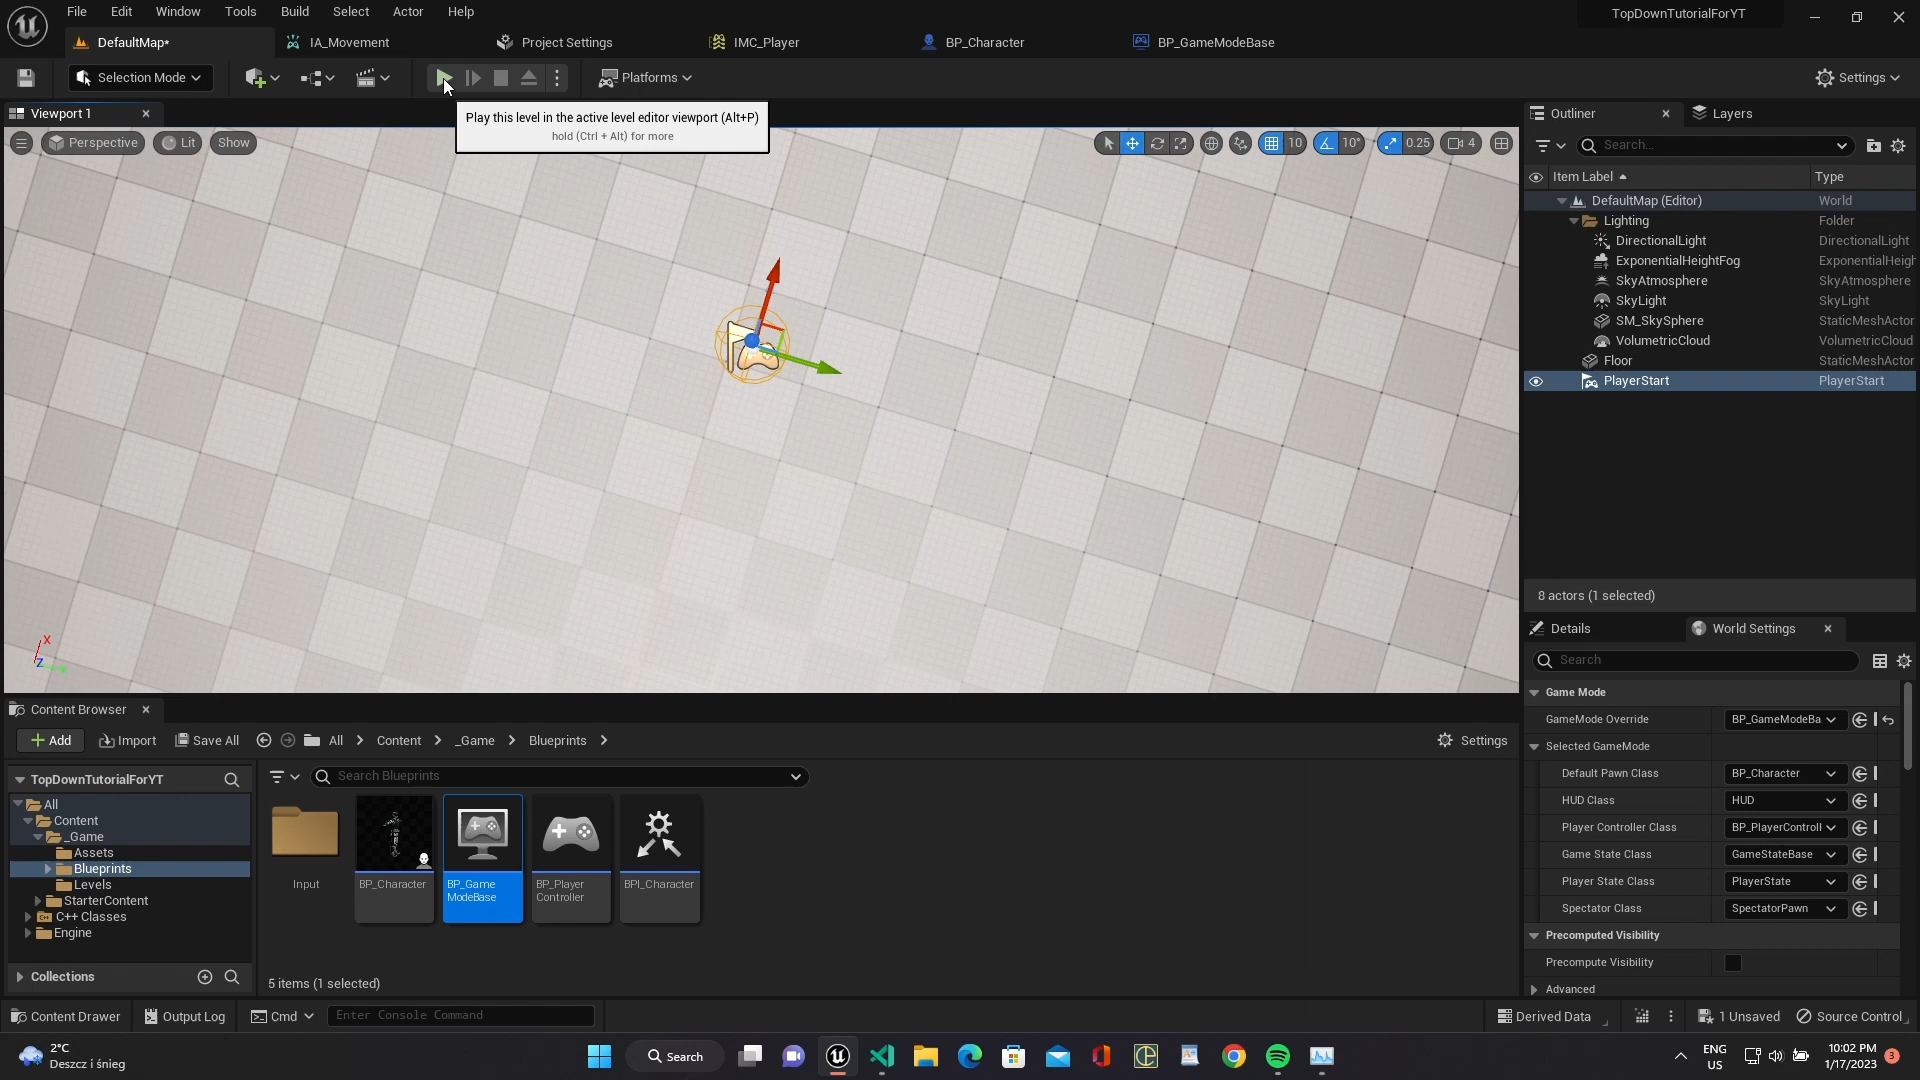 File Edit Window Tools Build Select Actor Help
TopDownTutorialForYT
DefaultMap*
IA_Movement
Project Settings
IMC_Player
BP_Character
BP_GameModeBase
Selection Mode
Platforms
Settings
Viewport 1
Play this level in the active level editor viewport (Alt+P)
hold (Ctrl + Alt) for more
Perspective
Lit
Show
10
10°
0.25
4
X
Z
Outliner
Layers
Search...
Item Label
Type
DefaultMap (Editor) World
Lighting Folder
DirectionalLight DirectionalLight
ExponentialHeightFog ExponentialHeigh
SkyAtmosphere SkyAtmosphere
SkyLight SkyLight
SM_SkySphere StaticMeshActor
VolumetricCloud VolumetricCloud
Floor StaticMeshActor
PlayerStart PlayerStart
8 actors (1 selected)
Details
World Settings
Search
Game Mode
GameMode Override BP_GameModeBa
Selected GameMode
Default Pawn Class BP_Character
HUD Class HUD
Player Controller Class BP_PlayerControll
Game State Class GameStateBase
Player State Class PlayerState
Spectator Class SpectatorPawn
Precomputed Visibility
Precompute Visibility
Advanced
Content Browser
Add
Import
Save All
All
Content
_Game
Blueprints
Settings
TopDownTutorialForYT
Search Blueprints
All
Content
_Game
Assets
Blueprints
Levels
StarterContent
C++ Classes
Engine
Collections
Input
BP_Character
BP_Game
ModeBase
BP_Player
Controller
BPI_Character
5 items (1 selected)
Content Drawer
Output Log
Cmd
Enter Console Command
Derived Data
1 Unsaved
Source Control
2°C
Deszcz i śnieg
Search
ENG
US
10:02 PM
1/17/2023
3